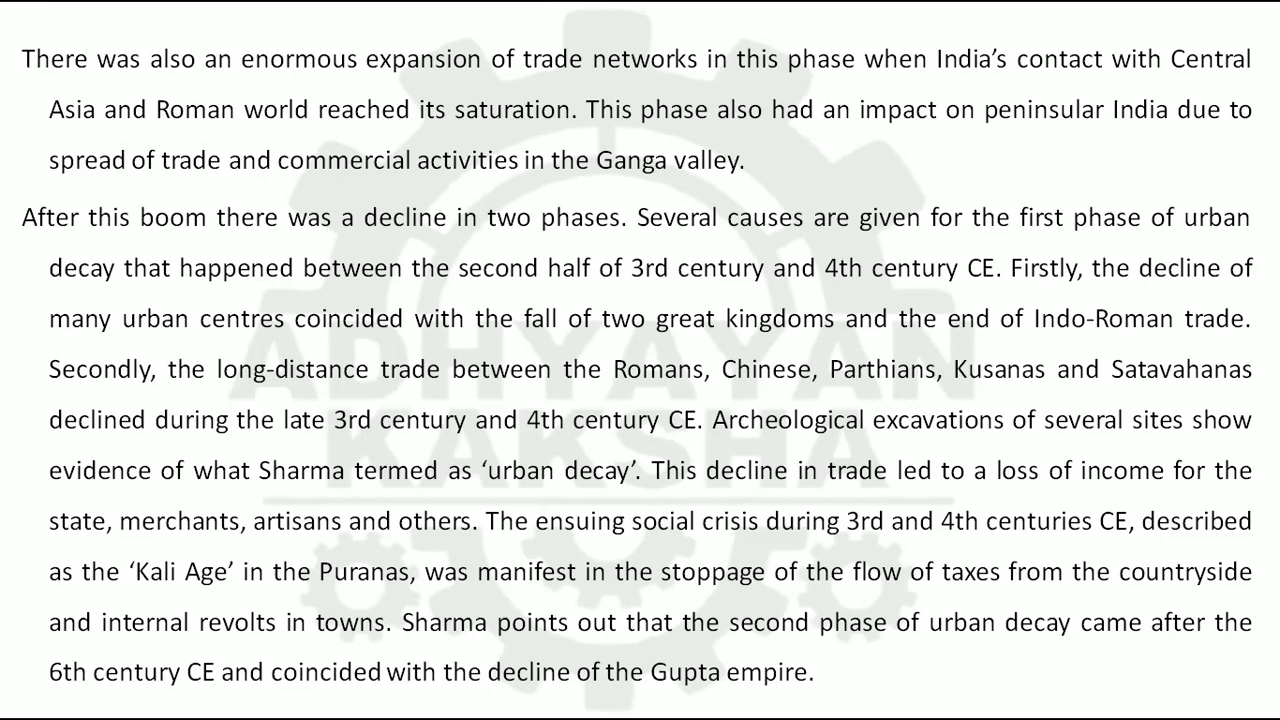 There was also an enormous expansion of trade networks in this phase when India’s contact with Central
Asia and Roman world reached its saturation. This phase also had an impact on peninsular India due to
spread of trade and commercial activities in the Ganga valley.
After this boom there was a decline in two phases. Several causes are given for the first phase of urban
decay that happened between the second half of 3rd century and 4th century CE. Firstly, the decline of
many urban centres coincided with the fall of two great kingdoms and the end of Indo-Roman trade.
Secondly, the long-distance trade between the Romans, Chinese, Parthians, Kusanas and Satavahanas
declined during the late 3rd century and 4th century CE. Archeological excavations of several sites show
evidence of what Sharma termed as ‘urban decay’. This decline in trade led to a loss of income for the
state, merchants, artisans and others. The ensuing social crisis during 3rd and 4th centuries CE, described
as the ‘Kali Age’ in the Puranas, was manifest in the stoppage of the flow of taxes from the countryside
and internal revolts in towns. Sharma points out that the second phase of urban decay came after the
6th century CE and coincided with the decline of the Gupta empire.
ADHYAYAN
KAKSHA